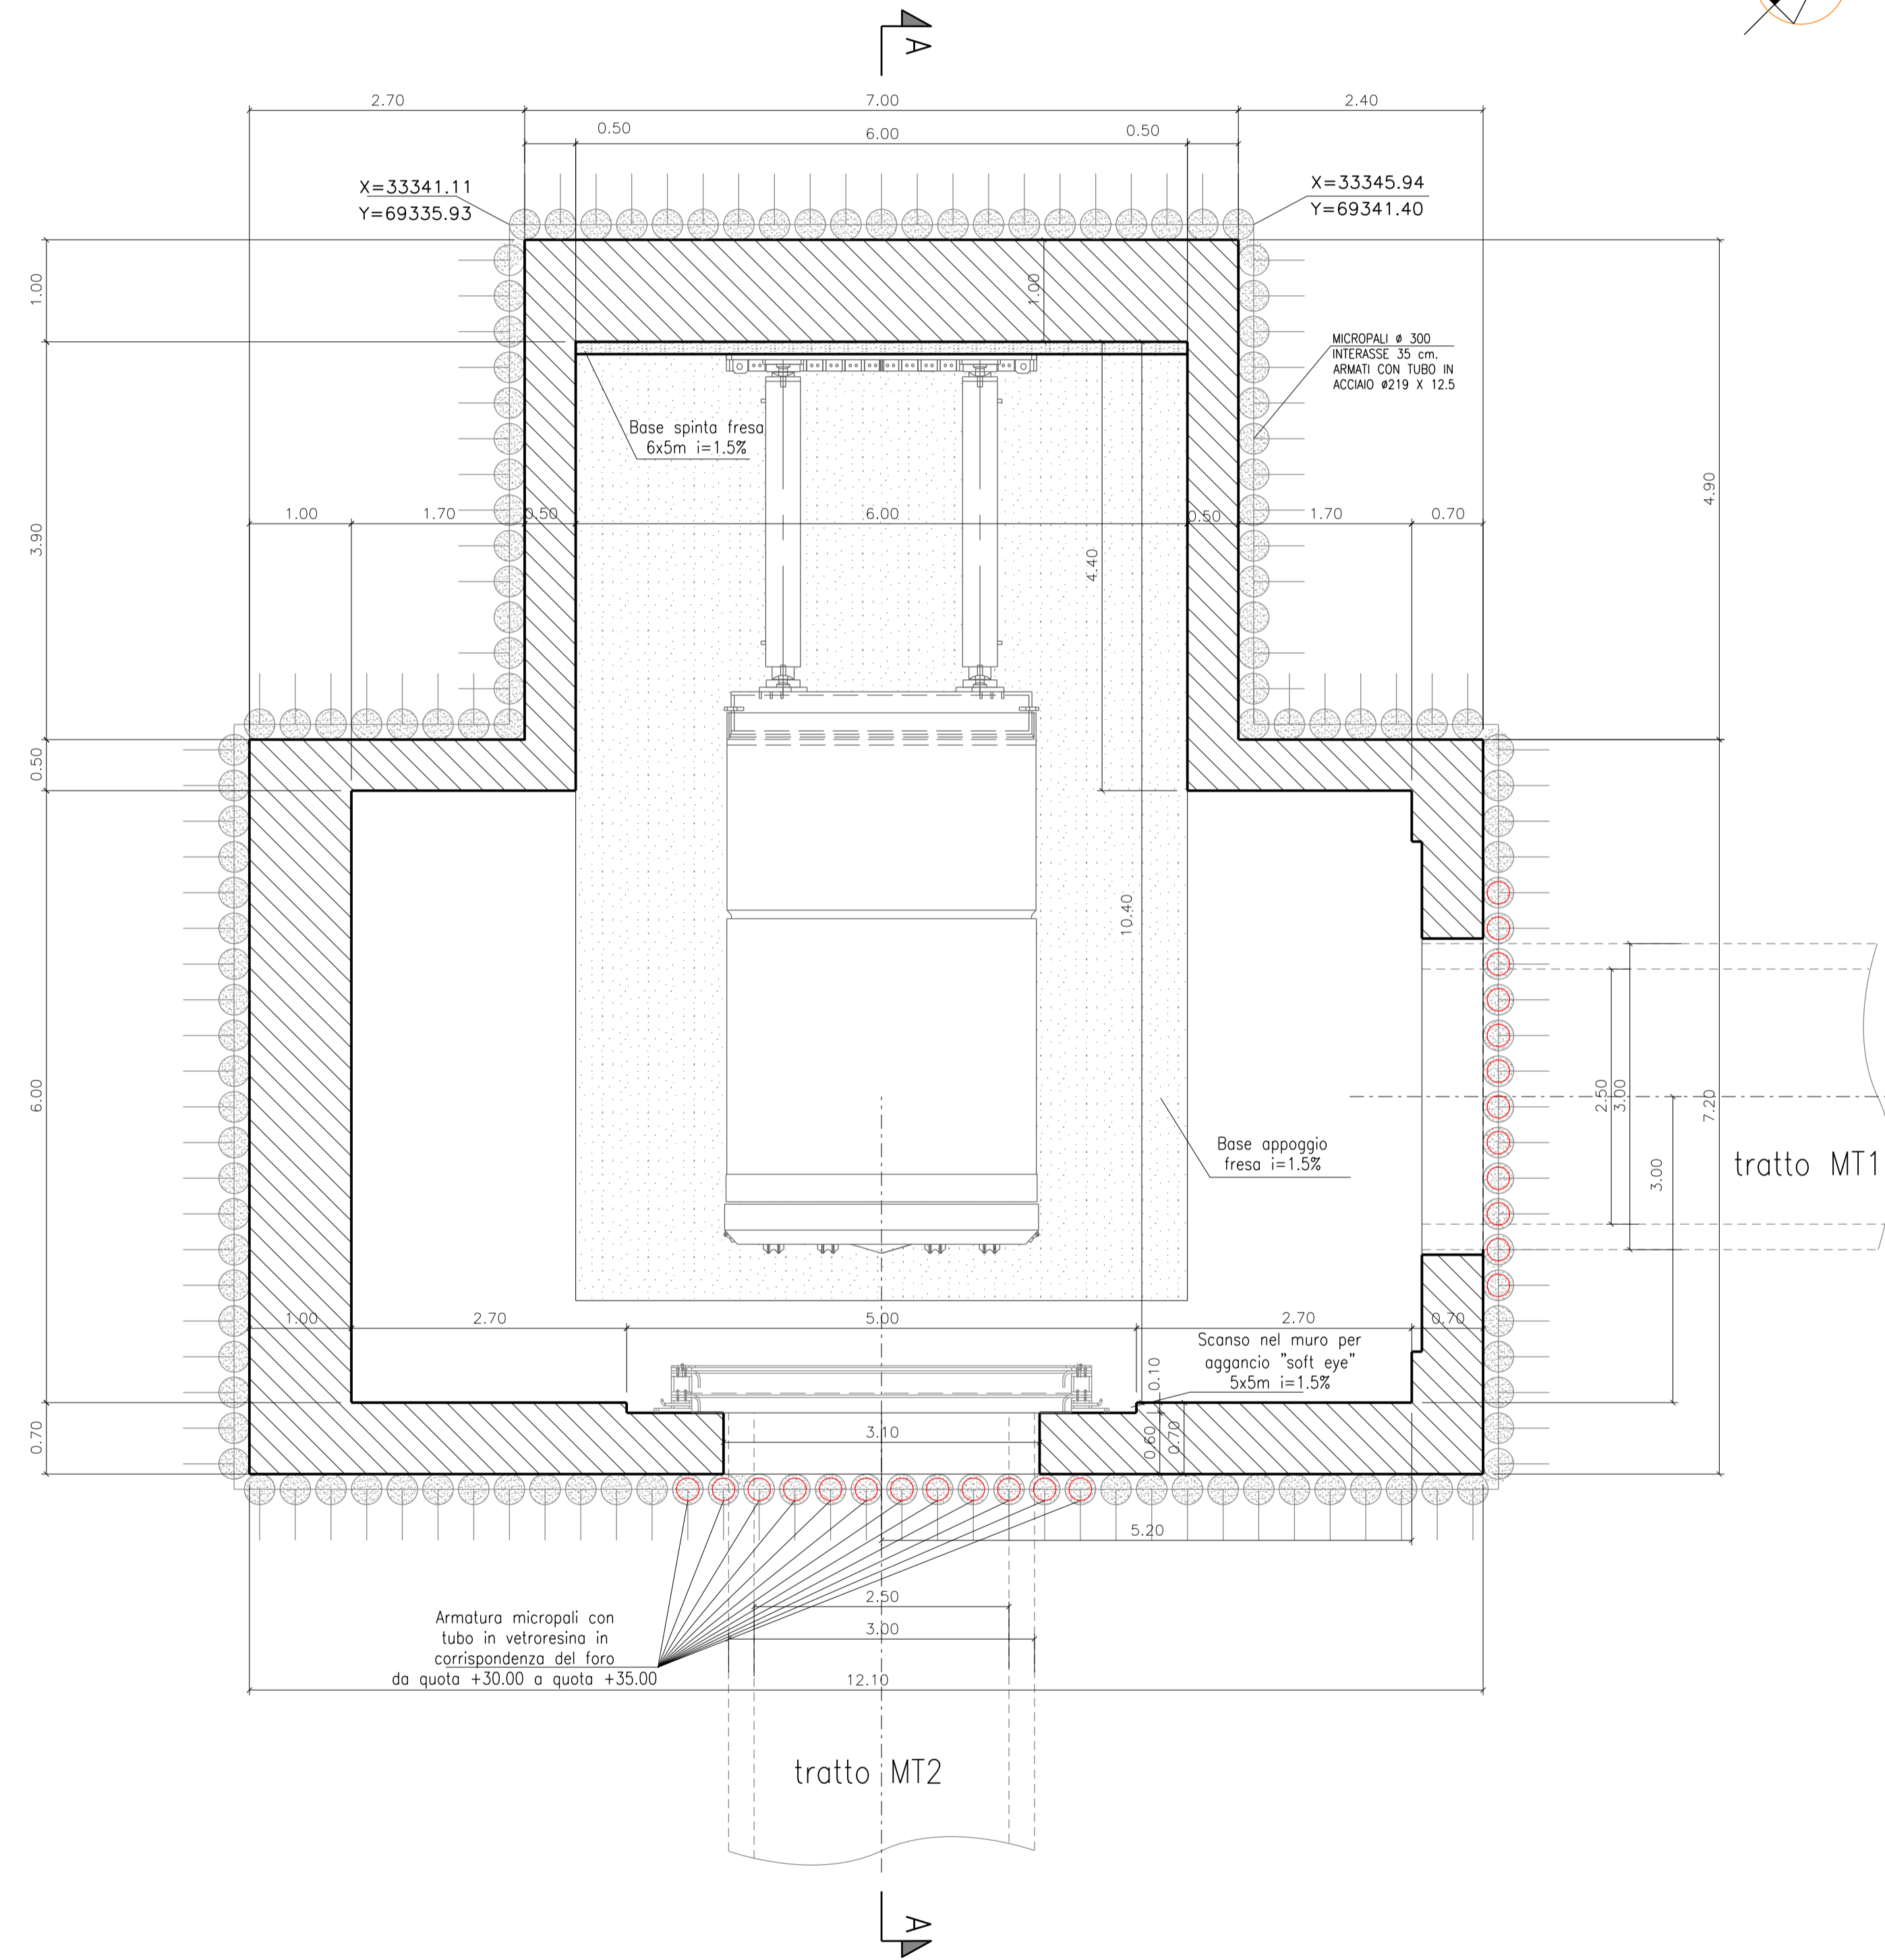 A
2.70
7.00
2.40
0.50
6.00
0.50
X=33341.11
Y=69335.93
X=33345.94
Y=69341.40
1.00
1.00
MICROPALI ø 300
INTERASSE 35 cm.
ARMATI CON TUBO IN
ACCIAIO ø219 X 12.5
Base spinta fresa
6x5m i=1.5%
4.90
1.00
1.70
0.50
6.00
0.50
1.70
0.70
3.90
4.40
0.50
10.40
6.00
2.50
3.00
7.20
Base appoggio
fresa i=1.5%
3.00
tratto MT1
1.00
2.70
5.00
2.70
0.70
Scanso nel muro per
aggancio "soft eye"
5x5m i=1.5%
0.10
0.70
3.10
0.60
0.70
5.20
2.50
3.00
Armatura micropali con
tubo in vetroresina in
corrispondenza del foro
da quota +30.00 a quota +35.00
12.10
tratto MT2
A